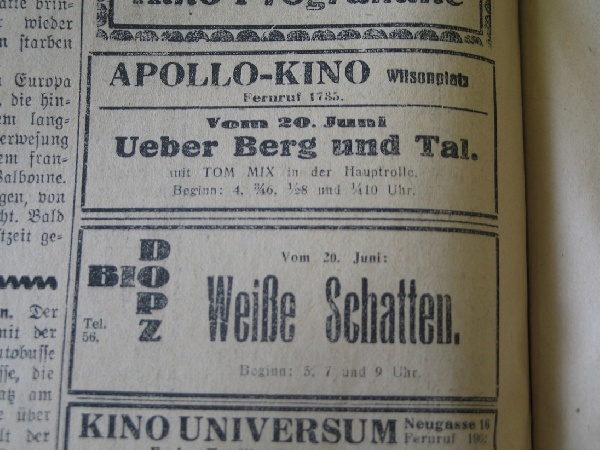 APOLLO-KINO Wilsonplatz
Fernruf 1785.
Vom 20. Juni
Ueber Berg und Tal.
mit TOM MIX in der Hauptrolle.
Beginn: 4, ¾6, ½8 und ¼10 Uhr.
wieder
starben
Europa
die hin-
lang-
fran-
Balbonne.
von
Bald
BIO DOPZ
Tel. 56.
Vom 20. Juni:
Weiße Schatten.
Beginn: 5, 7 und 9 Uhr.
Der
mit der
die
am
über
der
KINO UNIVERSUM Neugasse 16
Fernruf